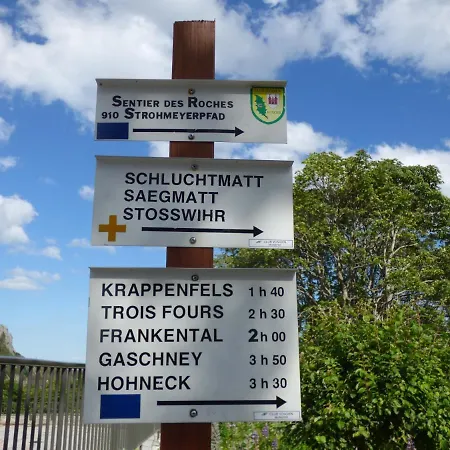 SENTIER DES ROCHES
910 STROHMEYERPFAD
SCHLUCHTMATT
SAEGMATT
STOSSWIHR
KRAPPENFELS 1 h 40
TROIS FOURS 2 h 30
FRANKENTAL 2 h 00
GASCHNEY 3 h 50
HOHNECK 3 h 30